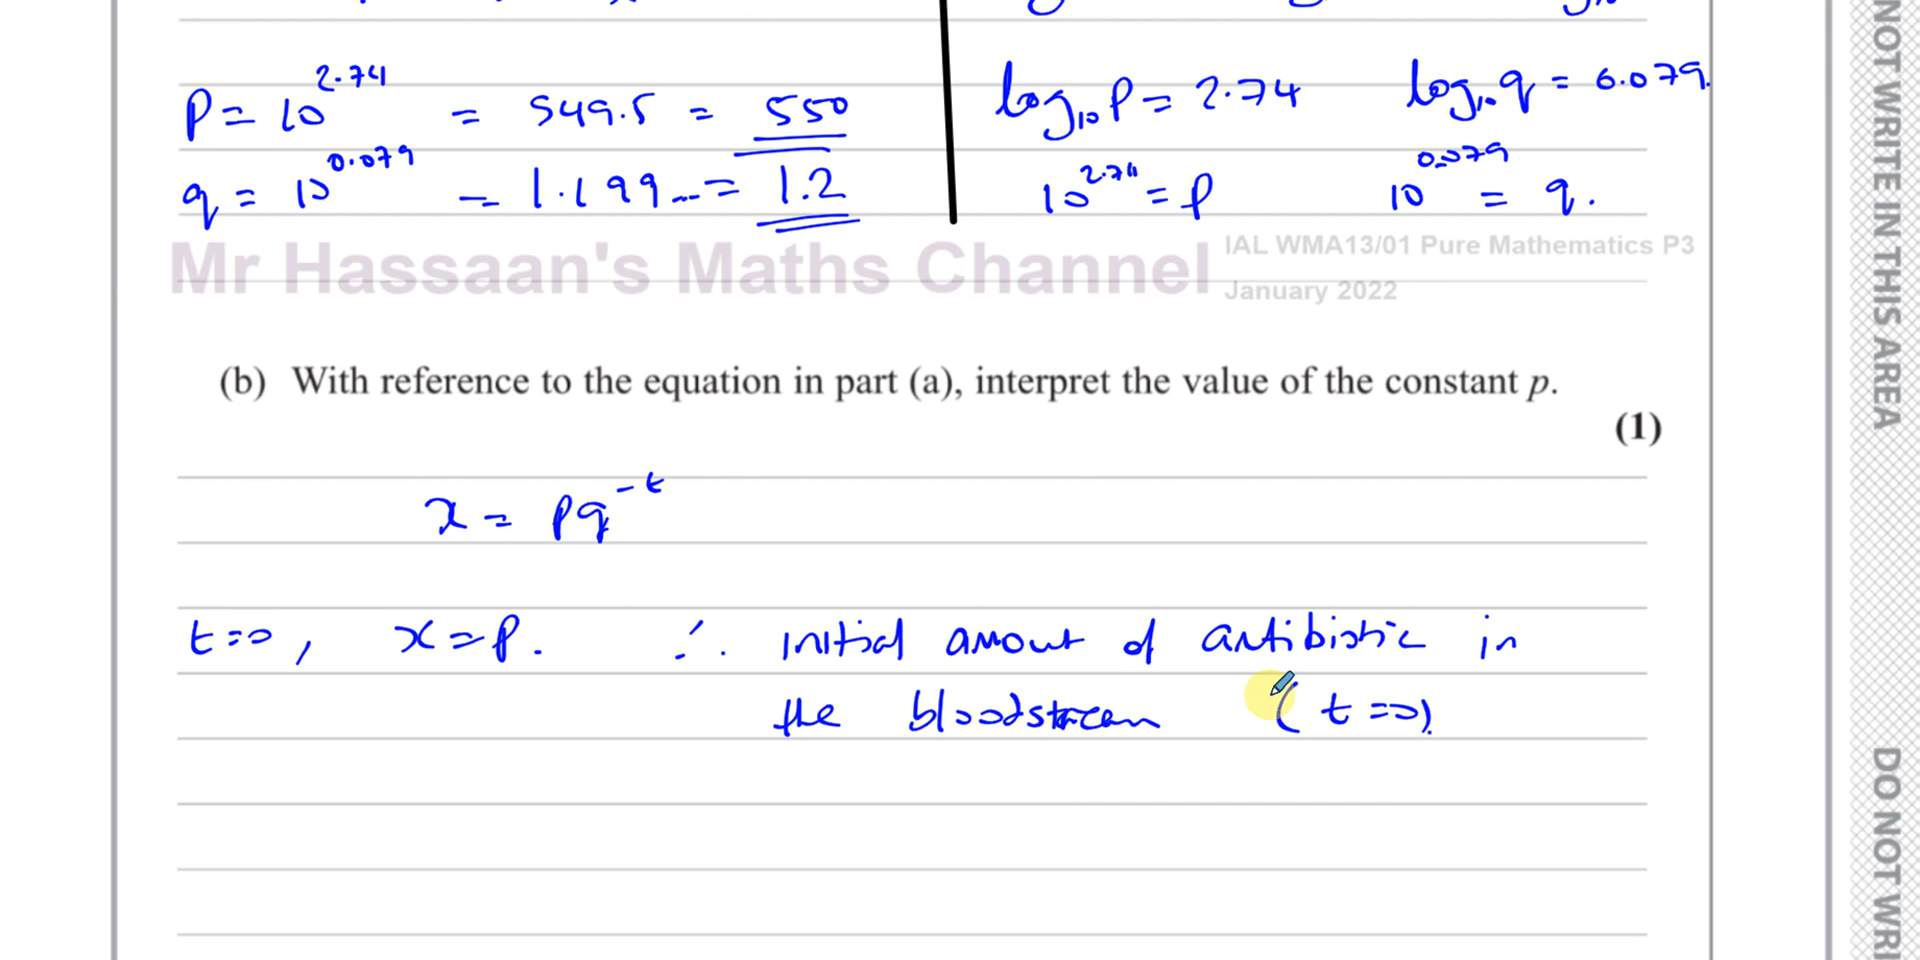 P = 10^2.74 = 549.5 = 550
q = 10^0.079 = 1.199... = 1.2
log₁₀ P = 2.74 log₁₀ q = 0.079.
10^2.74 = P 10^0.079 = q.
Mr Hassaan's Maths Channel
IAL WMA13/01 Pure Mathematics P3
January 2022
(b) With reference to the equation in part (a), interpret the value of the constant p.
(1)
x = pq^-t
t=0, x=P. ∴ initial amount of antibiotic in
the bloodstream (t=0).
NOT WRITE IN THIS AREA
DO NOT WRI